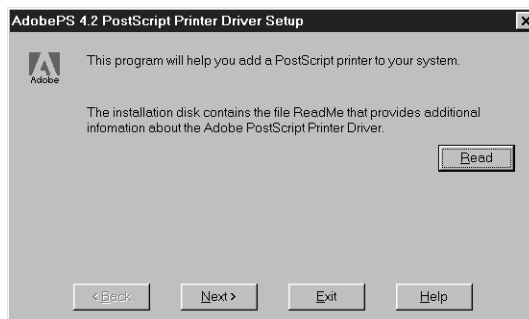 AdobePS 4.2 PostScript Printer Driver Setup
This program will help you add a PostScript printer to your system.
Adobe
The installation disk contains the file ReadMe that provides additional
infomation about the Adobe PostScript Printer Driver.
Read
< Back Next > Exit Help